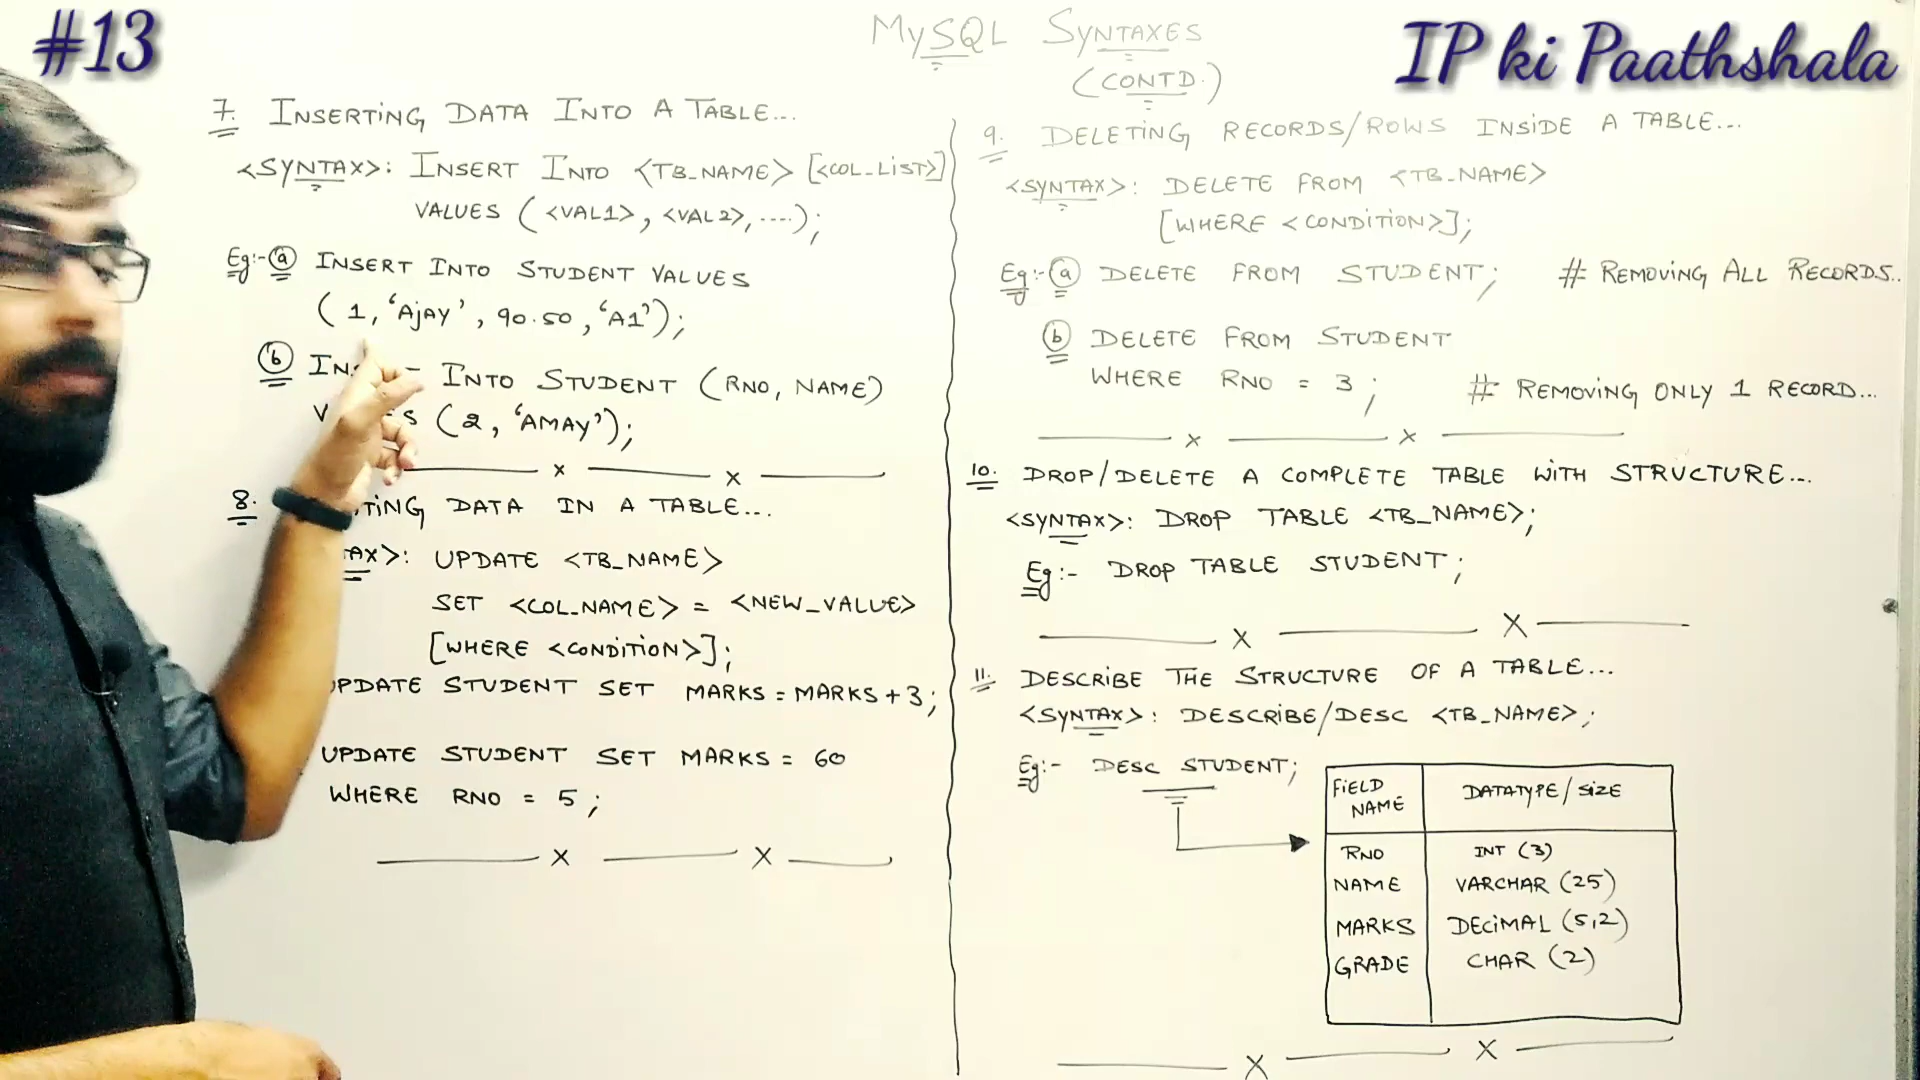 #13
IP ki Paathshala
MySQL SYNTAXES
(CONTD.)
7. INSERTING DATA INTO A TABLE...
<SYNTAX>: INSERT INTO <TB_NAME> [<COL_LIST>]
VALUES (<VAL1>, <VAL2>, ....);
Eg:- (a) INSERT INTO STUDENT VALUES
(1, 'Ajay', 90.50, 'A1');
(b) INTO STUDENT (RNO, NAME)
(2, 'AMAY');
8. DATA IN A TABLE...
UPDATE <TB_NAME>
SET <COL_NAME> = <NEW_VALUE>
[WHERE <CONDITION>];
UPDATE STUDENT SET MARKS = MARKS + 3;
UPDATE STUDENT SET MARKS = 60
WHERE RNO = 5;
9. DELETING RECORDS/ROWS INSIDE A TABLE...
<SYNTAX>: DELETE FROM <TB_NAME>
[WHERE <CONDITION>];
Eg:- (a) DELETE FROM STUDENT; # REMOVING ALL RECORDS..
(b) DELETE FROM STUDENT
WHERE RNO = 3; # REMOVING ONLY 1 RECORD...
10. DROP/DELETE A COMPLETE TABLE WITH STRUCTURE...
<SYNTAX>: DROP TABLE <TB_NAME>;
Eg:- DROP TABLE STUDENT;
11. DESCRIBE THE STRUCTURE OF A TABLE...
<SYNTAX>: DESCRIBE/DESC <TB_NAME>;
Eg:- DESC STUDENT;
FIELD NAME DATATYPE/SIZE
RNO INT (3)
NAME VARCHAR (25)
MARKS DECIMAL (5,2)
GRADE CHAR (2)